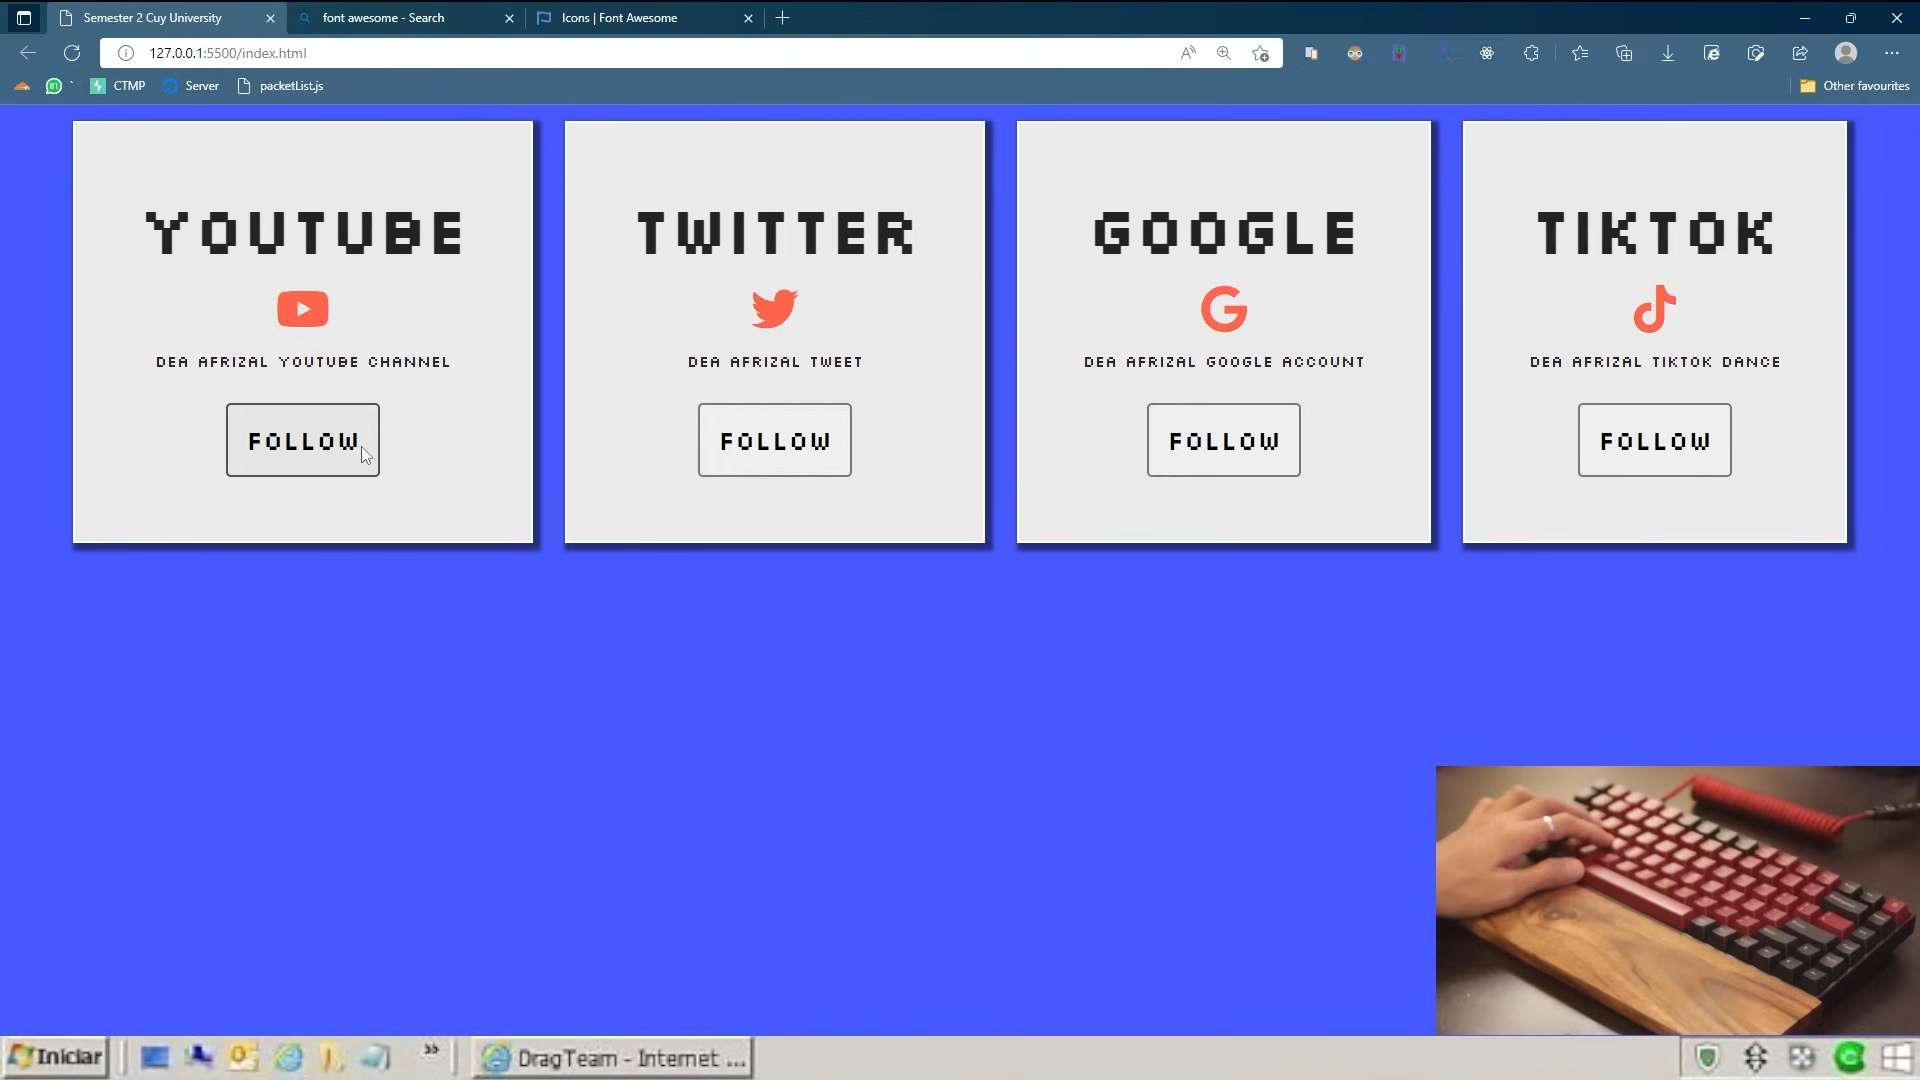 Semester 2 Cuy University
font awesome - Search
Icons | Font Awesome
127.0.0.1:5500/index.html
CTMP
Server
packetList.js
Other favourites
YOUTUBE
DEA AFRIZAL YOUTUBE CHANNEL
FOLLOW
TWITTER
DEA AFRIZAL TWEET
FOLLOW
GOOGLE
DEA AFRIZAL GOOGLE ACCOUNT
FOLLOW
TIKTOK
DEA AFRIZAL TIKTOK DANCE
FOLLOW
Iniciar
DragTeam - Internet ...